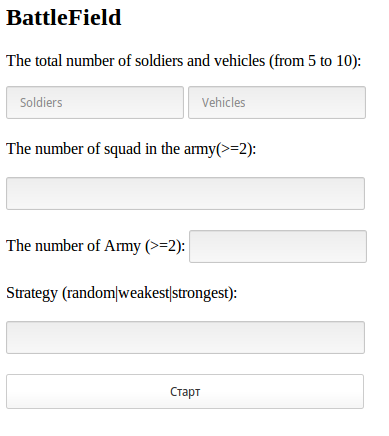 BattleField
The total number of soldiers and vehicles (from 5 to 10):
Soldiers Vehicles
The number of squad in the army(>=2):
The number of Army (>=2):
Strategy (random|weakest|strongest):
Старт